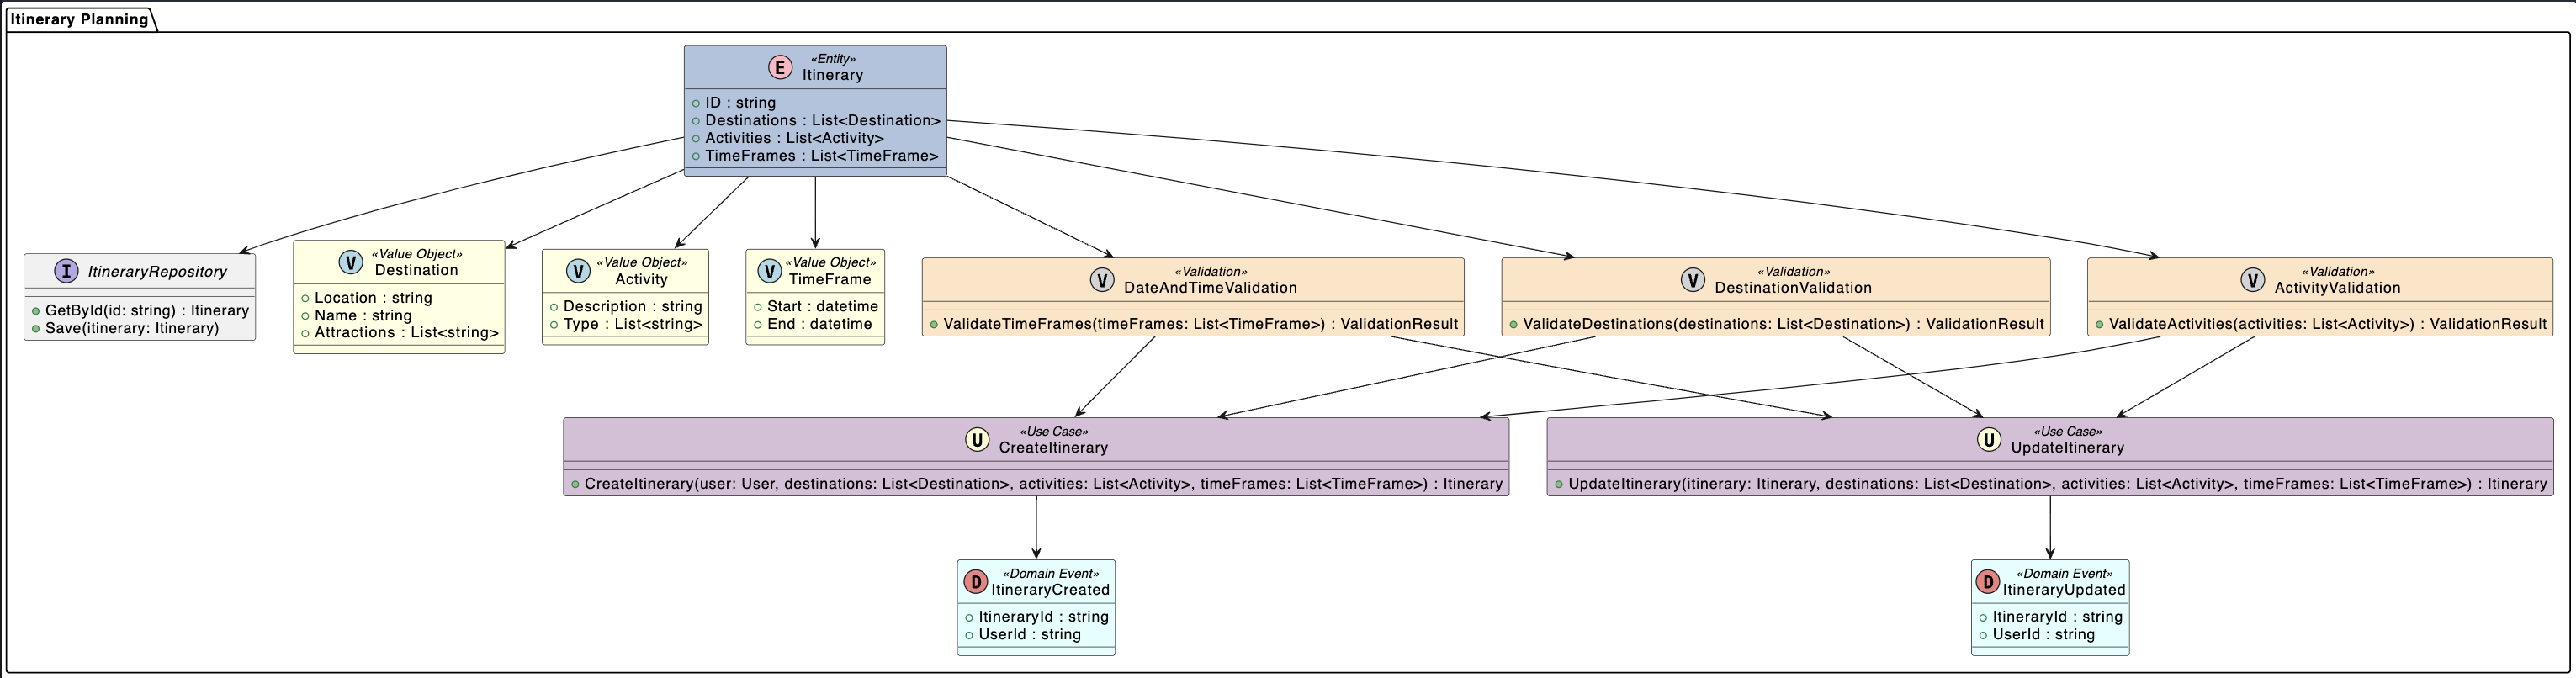 Itinerary Planning
«Entity»
E Itinerary
ID : string
Destinations : List<Destination>
Activities : List<Activity>
TimeFrames : List<TimeFrame>
I ItineraryRepository
GetById(id: string) : Itinerary
Save(itinerary: Itinerary)
«Value Object»
V Destination
Location : string
Name : string
Attractions : List<string>
«Value Object»
V Activity
Description : string
Type : List<string>
«Value Object»
V TimeFrame
Start : datetime
End : datetime
«Validation»
V DateAndTimeValidation
ValidateTimeFrames(timeFrames: List<TimeFrame>) : ValidationResult
«Validation»
V DestinationValidation
ValidateDestinations(destinations: List<Destination>) : ValidationResult
«Validation»
V ActivityValidation
ValidateActivities(activities: List<Activity>) : ValidationResult
«Use Case»
U CreateItinerary
CreateItinerary(user: User, destinations: List<Destination>, activities: List<Activity>, timeFrames: List<TimeFrame>) : Itinerary
«Use Case»
U UpdateItinerary
UpdateItinerary(itinerary: Itinerary, destinations: List<Destination>, activities: List<Activity>, timeFrames: List<TimeFrame>) : Itinerary
«Domain Event»
D ItineraryCreated
ItineraryId : string
UserId : string
«Domain Event»
D ItineraryUpdated
ItineraryId : string
UserId : string